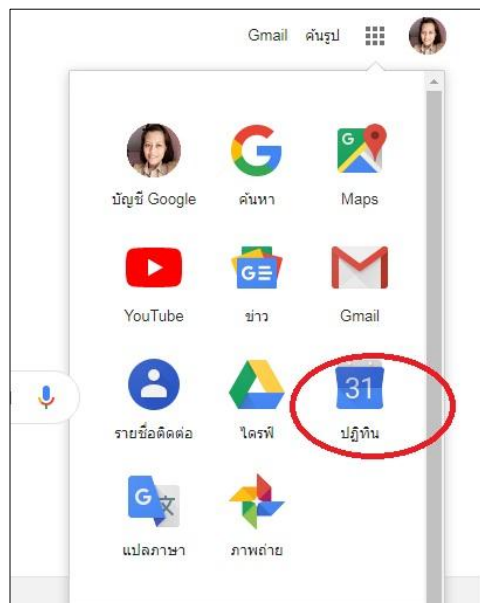 Gmail ค้นรูป
บัญชี Google ค้นหา Maps
G
YouTube ข่าว Gmail
G
31
รายชื่อติดต่อ ไดรฟ์ ปฏิทิน
G 文
แปลภาษา ภาพถ่าย